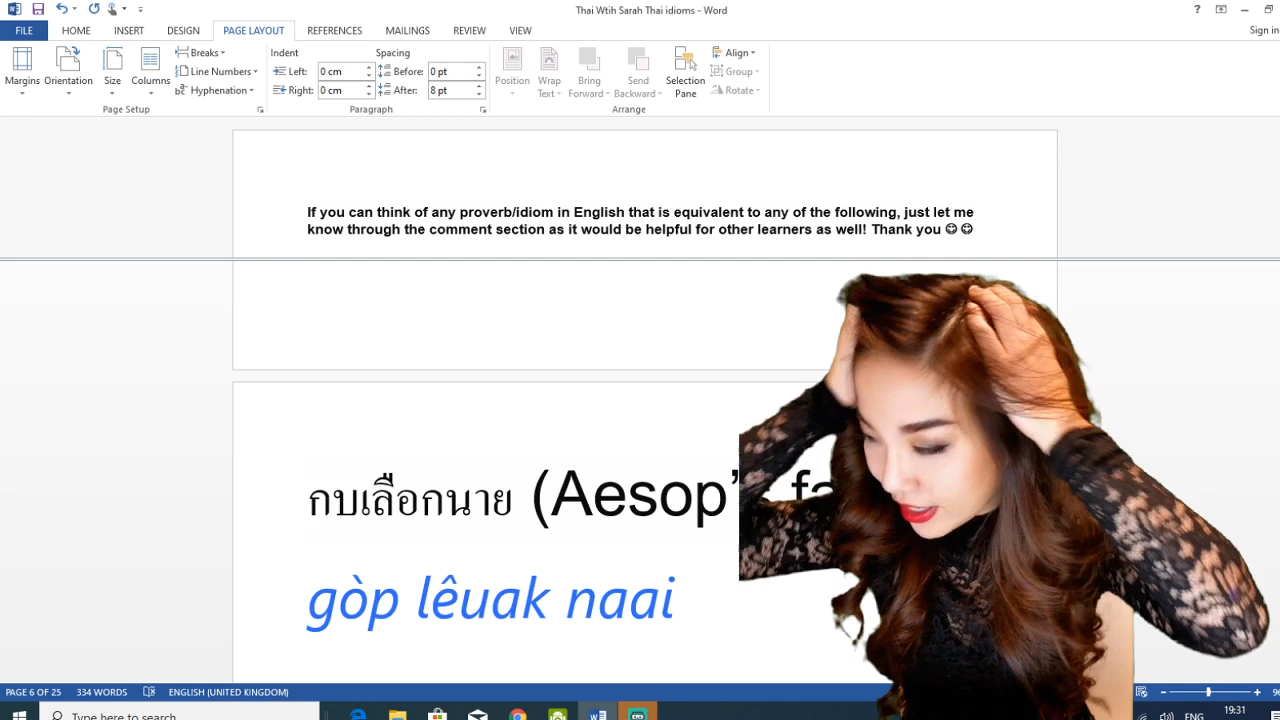 Thai Wtih Sarah Thai idioms - Word
?
Sign in
FILE HOME INSERT DESIGN PAGE LAYOUT REFERENCES MAILINGS REVIEW VIEW
Margins
Orientation
Size
Columns
Breaks
Line Numbers
Hyphenation
Page Setup
Indent
Left: 0 cm
Right: 0 cm
Spacing
Before: 0 pt
After: 8 pt
Paragraph
Position
Wrap
Text
Bring
Forward
Send
Backward
Selection
Pane
Align
Group
Rotate
Arrange
If you can think of any proverb/idiom in English that is equivalent to any of the following, just let me
know through the comment section as it would be helpful for other learners as well! Thank you 😊 😊
กบเลือกนาย (Aesop’
gòp lêuak naai
PAGE 6 OF 25 334 WORDS ENGLISH (UNITED KINGDOM)
Type here to search
ENG
19:31